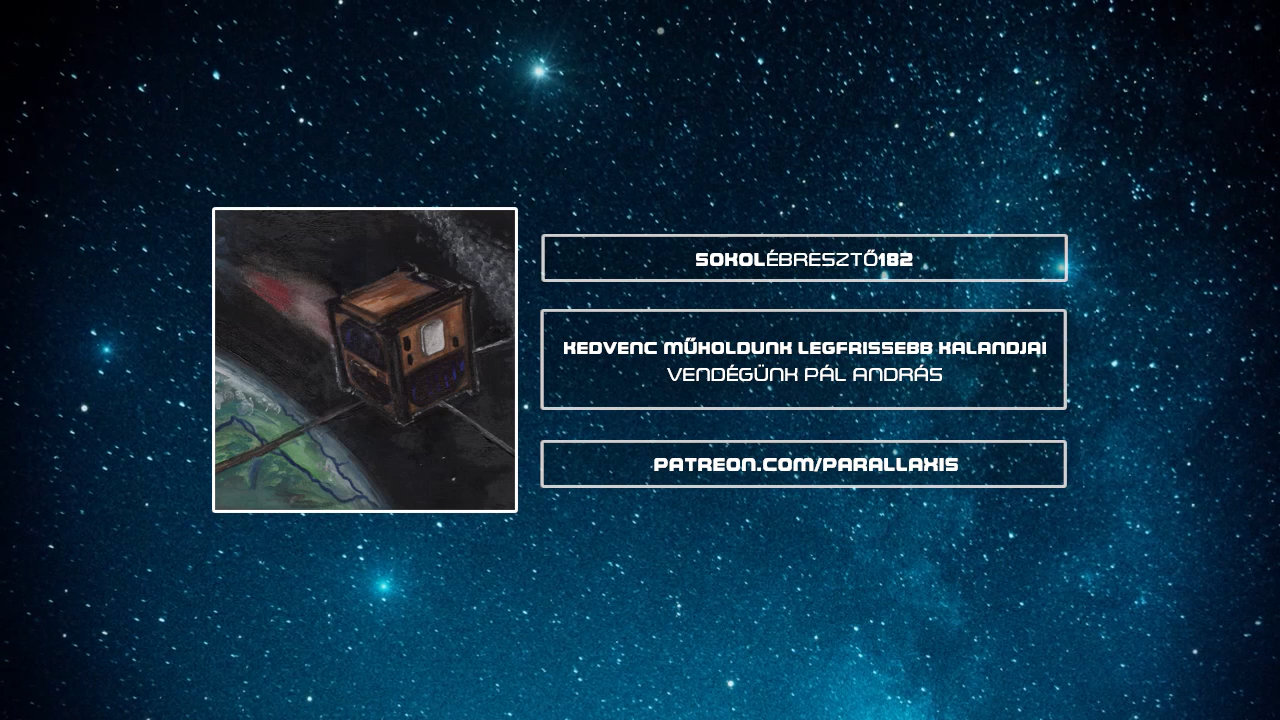 SOKOLÉBRESZTŐ182
KEDVENC MŰHOLDUNK LEGFRISSEBB KALANDJAI
VENDÉGÜNK PÁL ANDRÁS
PATREON.COM/PARALLAXIS